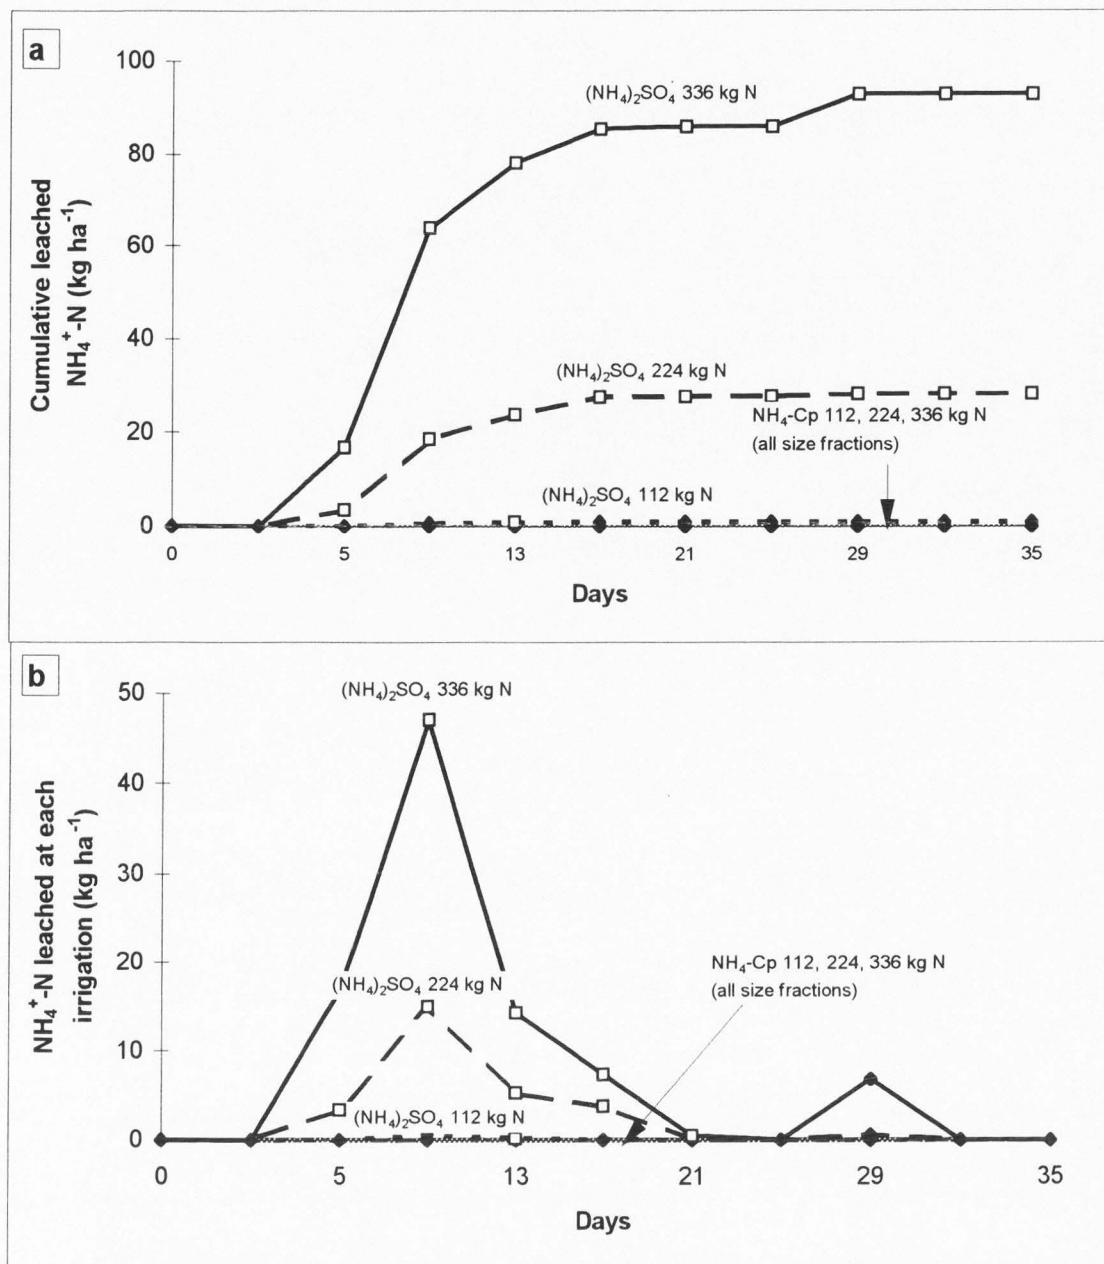 a
100
80
60
40
20
0
Cumulative leached
NH₄⁺-N (kg ha⁻¹)
(NH₄)₂SO₄ 336 kg N
(NH₄)₂SO₄ 224 kg N
NH₄-Cp 112, 224, 336 kg N
(all size fractions)
(NH₄)₂SO₄ 112 kg N
0 5 13 21 29 35
Days
b
50
40
30
20
10
0
NH₄⁺-N leached at each
irrigation (kg ha⁻¹)
(NH₄)₂SO₄ 336 kg N
NH₄-Cp 112, 224, 336 kg N
(all size fractions)
(NH₄)₂SO₄ 224 kg N
(NH₄)₂SO₄ 112 kg N
0 5 13 21 29 35
Days